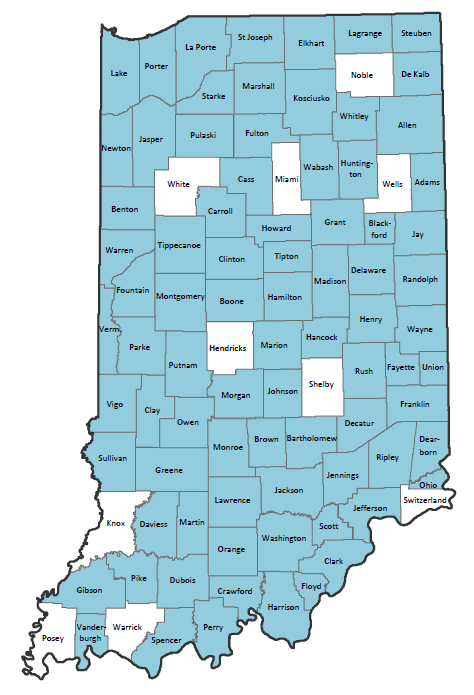 St Joseph
Elkhart
Lagrange
Steuben
La Porte
Porter
Lake
Noble
De Kalb
Marshall
Starke
Kosciusko
Whitley
Allen
Newton
Jasper
Pulaski
Fulton
Wabash
Hunting-
ton
Miami
Cass
White
Wells
Adams
Benton
Carroll
Grant
Black-
ford
Howard
Jay
Warren
Tippecanoe
Clinton
Tipton
Madison
Delaware
Randolph
Fountain
Montgomery
Boone
Hamilton
Henry
Verm.
Parke
Hendricks
Marion
Hancock
Wayne
Putnam
Rush
Fayette
Union
Shelby
Morgan
Johnson
Vigo
Clay
Owen
Franklin
Decatur
Monroe
Brown
Bartholomew
Dear-
born
Sullivan
Greene
Ripley
Jennings
Ohio
Lawrence
Jackson
Switzerland
Jefferson
Knox
Daviess
Martin
Scott
Orange
Washington
Clark
Gibson
Pike
Dubois
Crawford
Floyd
Harrison
Posey
Vander-
burgh
Warrick
Spencer
Perry